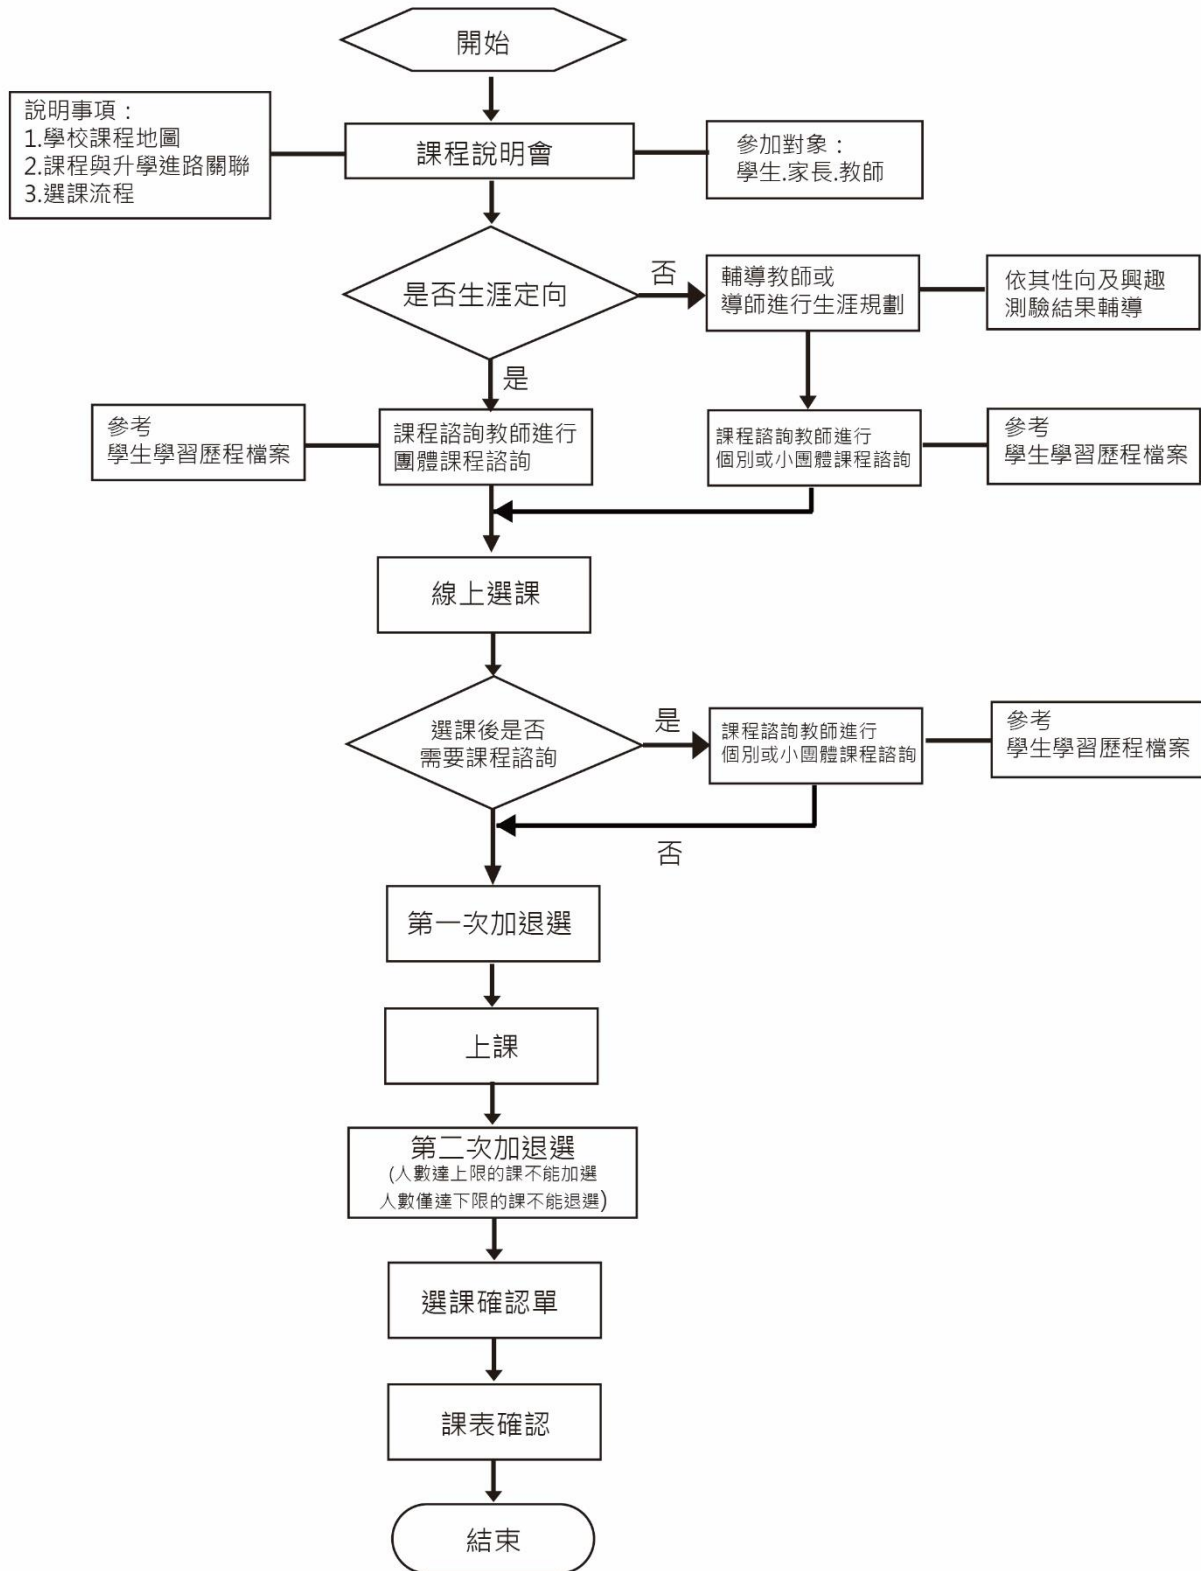 開始
說明事項：
1.學校課程地圖
2.課程與升學進路關聯
3.選課流程
課程說明會
參加對象：
學生.家長.教師
是否生涯定向
否
輔導教師或
導師進行生涯規劃
依其性向及興趣
測驗結果輔導
是
參考
學生學習歷程檔案
課程諮詢教師進行
團體課程諮詢
課程諮詢教師進行
個別或小團體課程諮詢
參考
學生學習歷程檔案
線上選課
選課後是否
需要課程諮詢
是
課程諮詢教師進行
個別或小團體課程諮詢
參考
學生學習歷程檔案
否
第一次加退選
上課
第二次加退選
(人數達上限的課不能加選
人數僅達下限的課不能退選)
選課確認單
課表確認
結束